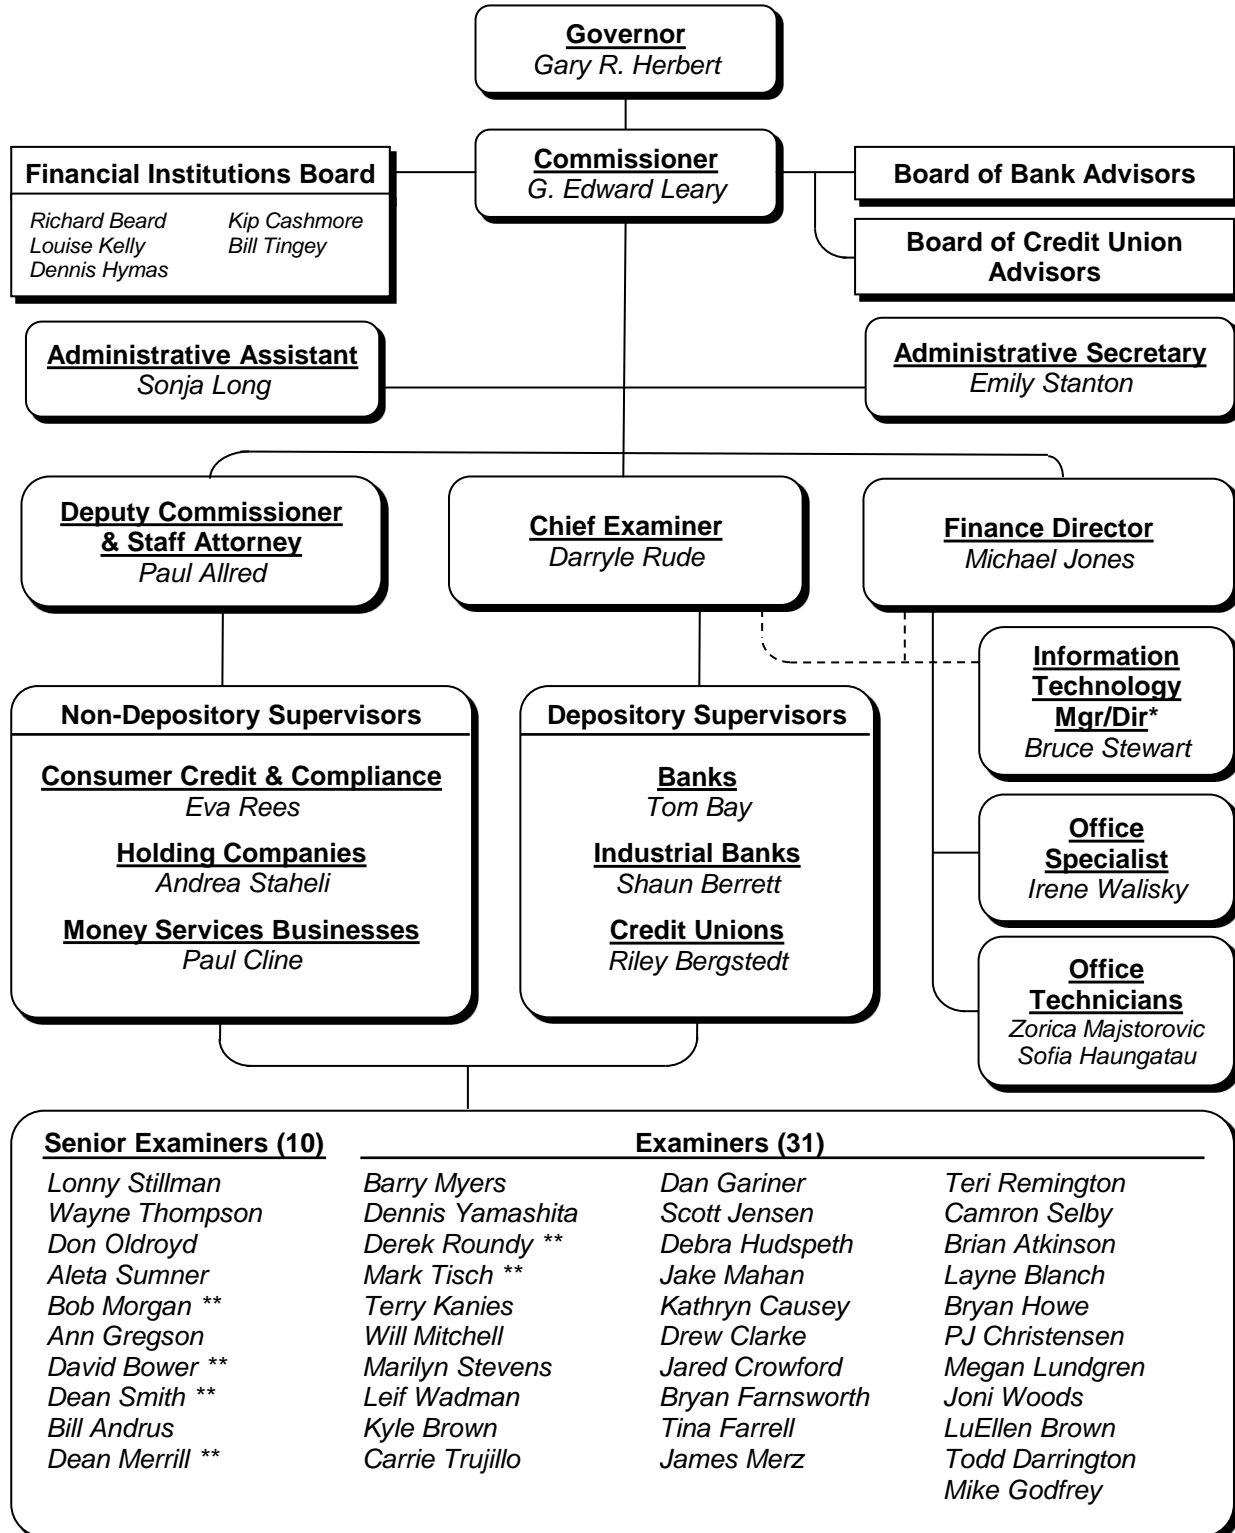 Governor
Gary R. Herbert
Commissioner
G. Edward Leary
Financial Institutions Board
Richard Beard Kip Cashmore
Louise Kelly Bill Tingey
Dennis Hymas
Board of Bank Advisors
Board of Credit Union
Advisors
Administrative Assistant
Sonja Long
Administrative Secretary
Emily Stanton
Deputy Commissioner
& Staff Attorney
Paul Allred
Chief Examiner
Darryle Rude
Finance Director
Michael Jones
Information
Technology
Mgr/Dir*
Bruce Stewart
Office
Specialist
Irene Walisky
Office
Technicians
Zorica Majstorovic
Sofia Haungatau
Non-Depository Supervisors
Consumer Credit & Compliance
Eva Rees
Holding Companies
Andrea Staheli
Money Services Businesses
Paul Cline
Depository Supervisors
Banks
Tom Bay
Industrial Banks
Shaun Berrett
Credit Unions
Riley Bergstedt
Senior Examiners (10)
Lonny Stillman
Wayne Thompson
Don Oldroyd
Aleta Sumner
Bob Morgan **
Ann Gregson
David Bower **
Dean Smith **
Bill Andrus
Dean Merrill **
Examiners (31)
Barry Myers
Dennis Yamashita
Derek Roundy **
Mark Tisch **
Terry Kanies
Will Mitchell
Marilyn Stevens
Leif Wadman
Kyle Brown
Carrie Trujillo
Dan Gariner
Scott Jensen
Debra Hudspeth
Jake Mahan
Kathryn Causey
Drew Clarke
Jared Crowford
Bryan Farnsworth
Tina Farrell
James Merz
Teri Remington
Camron Selby
Brian Atkinson
Layne Blanch
Bryan Howe
PJ Christensen
Megan Lundgren
Joni Woods
LuEllen Brown
Todd Darrington
Mike Godfrey